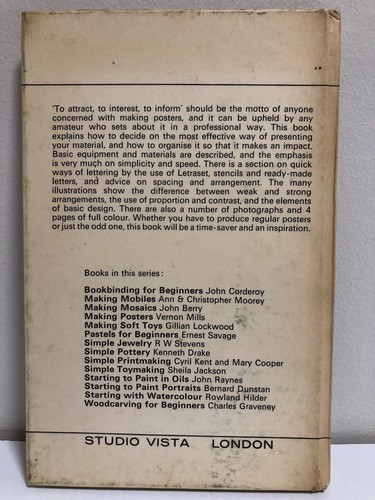 'To attract, to interest, to inform' should be the motto of anyone
concerned with making posters, and it can be upheld by any
amateur who sets about it in a professional way. This book
explains how to decide on the most effective way of presenting
your material, and how to organise it so that it makes an impact.
Basic equipment and materials are described, and the emphasis
is very much on simplicity and speed. There is a section on quick
ways of lettering by the use of Letraset, stencils and ready-made
letters, and advice on spacing and arrangement. The many
illustrations show the difference between weak and strong
arrangements, the use of proportion and contrast, and the elements
of basic design. There are also a number of photographs and 4
pages of full colour. Whether you have to produce regular posters
or just the odd one, this book will be a time-saver and an inspiration.
Books in this series:
Bookbinding for Beginners John Corderoy
Making Mobiles Ann & Christopher Moorey
Making Mosaics John Berry
Making Posters Vernon Mills
Making Soft Toys Gillian Lockwood
Pastels for Beginners Ernest Savage
Simple Jewelry R W Stevens
Simple Pottery Kenneth Drake
Simple Printmaking Cyril Kent and Mary Cooper
Simple Toymaking Sheila Jackson
Starting to Paint in Oils John Raynes
Starting to Paint Portraits Bernard Dunstan
Starting with Watercolour Rowland Hilder
Woodcarving for Beginners Charles Graveney
STUDIO VISTA LONDON